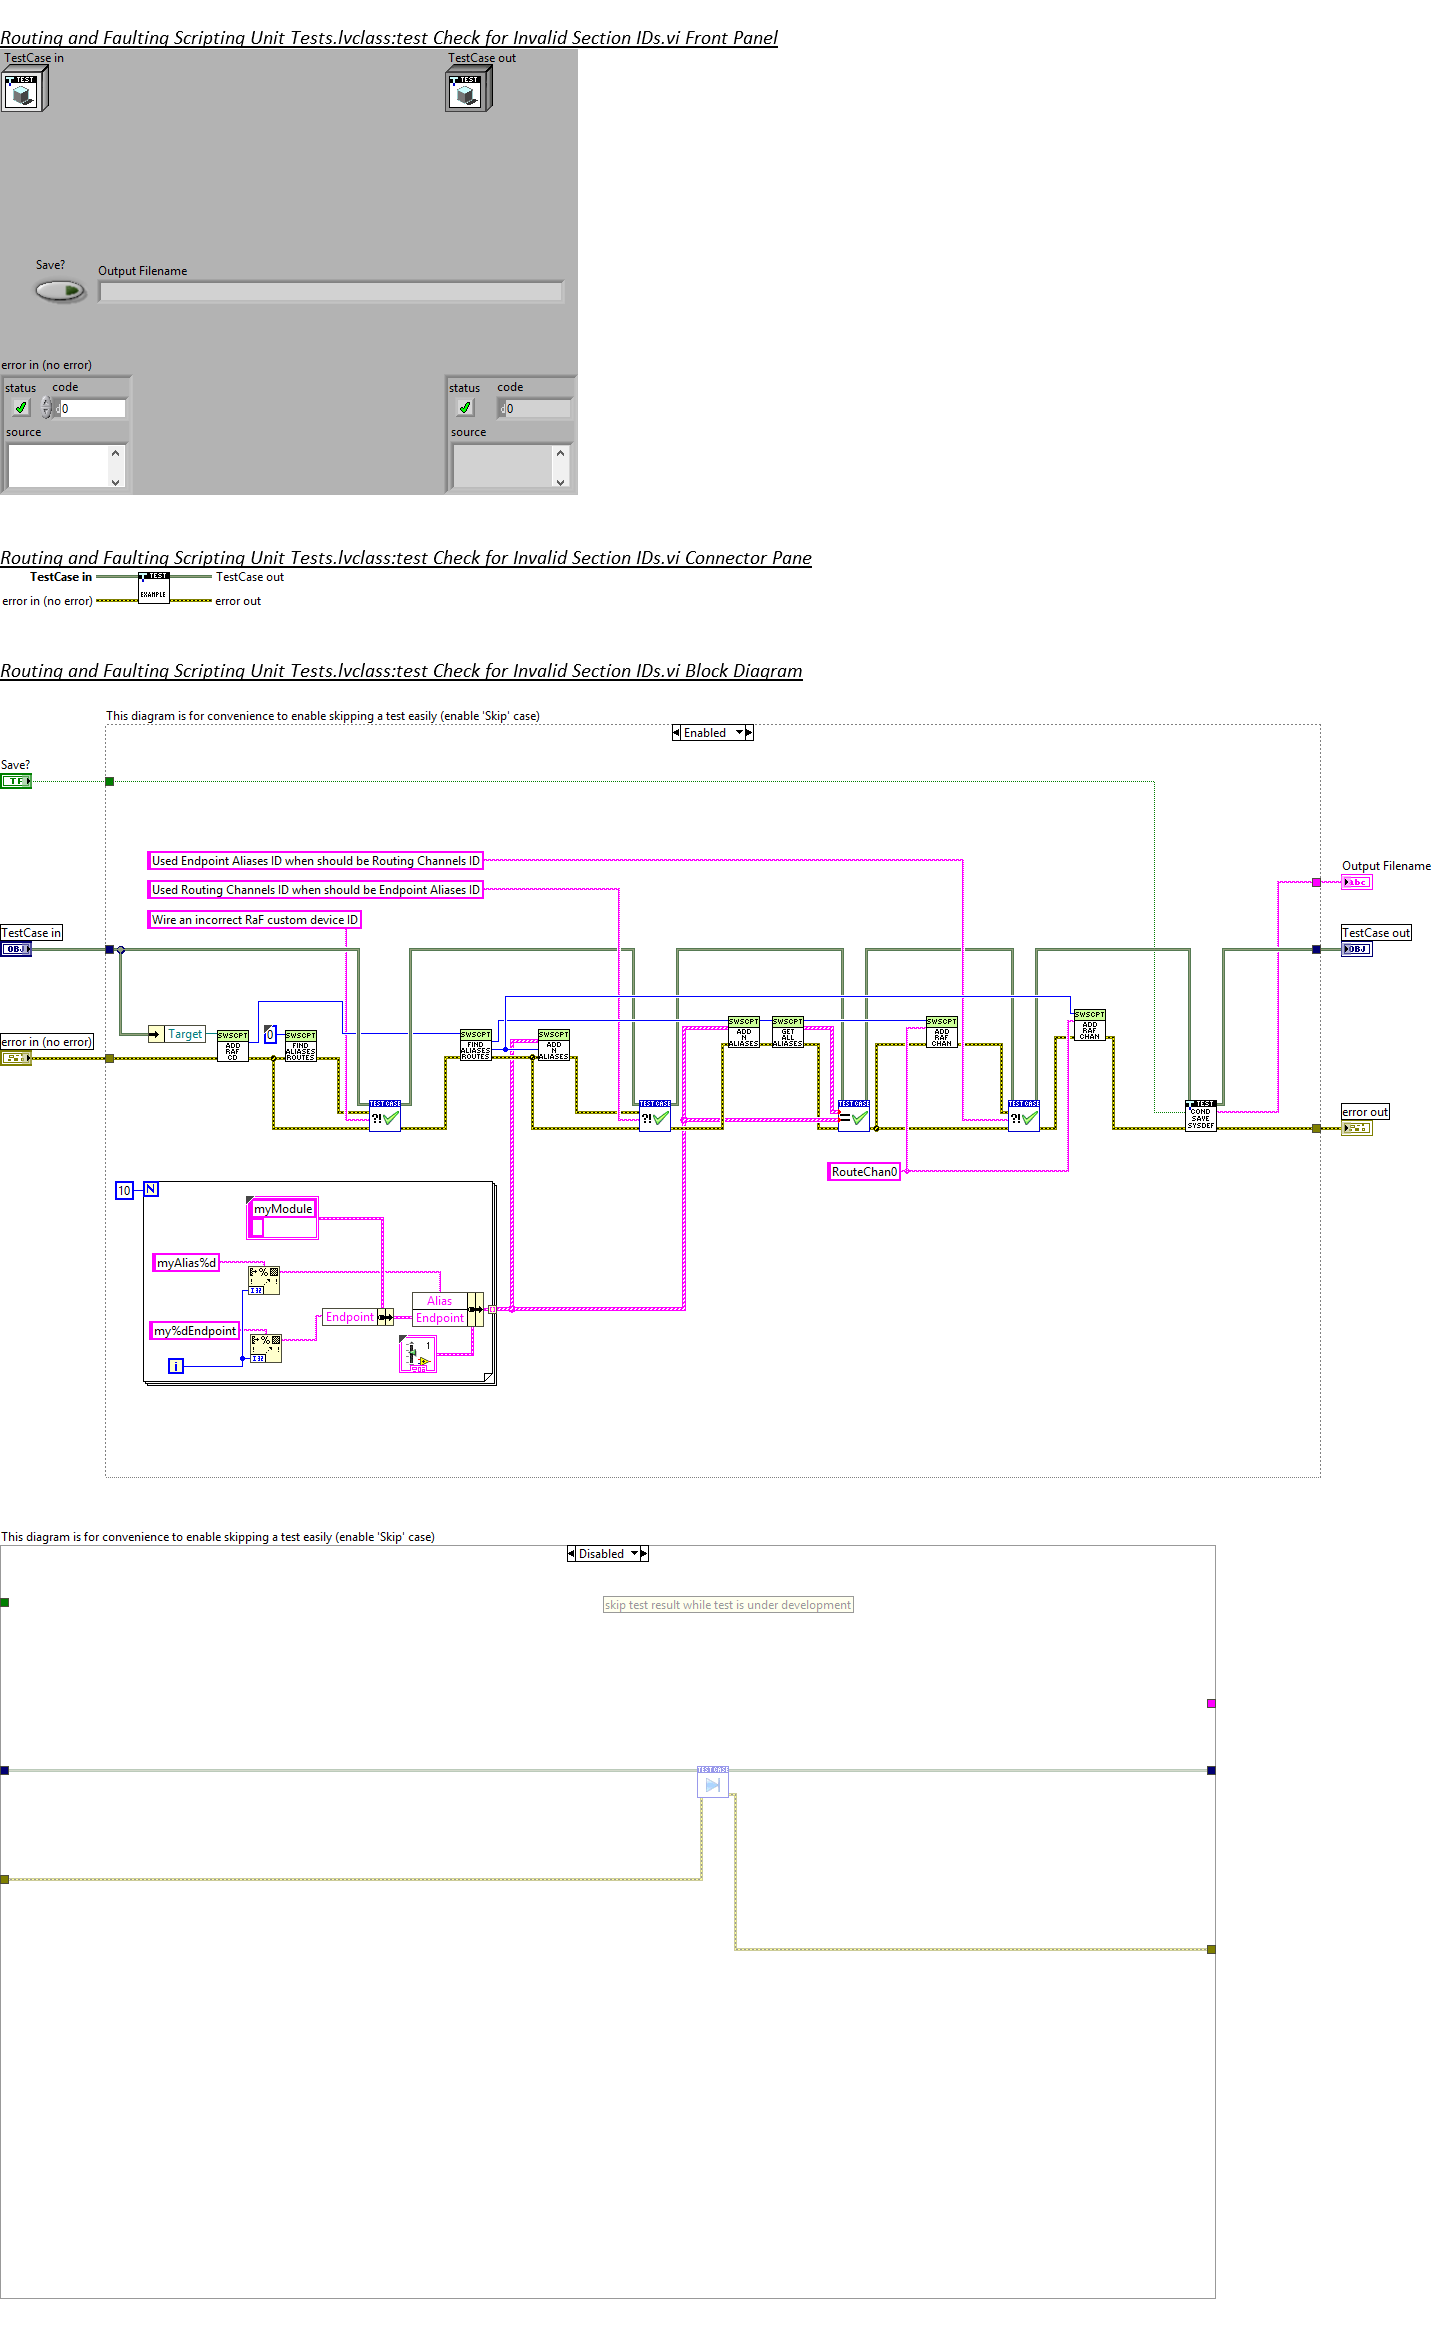 Routing and Faulting Scripting Unit Tests.lvclass:test Check for Invalid Section IDs.vi Front Panel
TestCase in
TestCase out
TEST
TEST
Save?
Output Filename
error in (no error)
status
code
status
code
d0
d0
source
source
Routing and Faulting Scripting Unit Tests.lvclass:test Check for Invalid Section IDs.vi Connector Pane
TestCase in
TEST
EXAMPLE
TestCase out
error in (no error)
error out
Routing and Faulting Scripting Unit Tests.lvclass:test Check for Invalid Section IDs.vi Block Diagram
This diagram is for convenience to enable skipping a test easily (enable 'Skip' case)
Enabled
Save?
TF
Used Endpoint Aliases ID when should be Routing Channels ID
Output Filename
abc
Used Routing Channels ID when should be Endpoint Aliases ID
Wire an incorrect RaF custom device ID
TestCase in
OBJ
TestCase out
OBJ
error in (no error)
Target
SWSCPT
ADD
RAF
CD
0
SWSCPT
FIND
ALIASES
ROUTES
SWSCPT
FIND
ALIASES
ROUTES
SWSCPT
ADD
N
ALIASES
SWSCPT
ADD
N
ALIASES
SWSCPT
GET
ALL
ALIASES
SWSCPT
ADD
RAF
CHAN
SWSCPT
ADD
RAF
CHAN
TEST CASE
?!
TEST CASE
?!
TEST CASE
=
TEST CASE
?!
TEST
COND
SAVE
SYSDEF
error out
RouteChan0
10
N
myModule
myAlias%d
I32
Alias
Endpoint
Endpoint
my%dEndpoint
I32
1
i
This diagram is for convenience to enable skipping a test easily (enable 'Skip' case)
Disabled
skip test result while test is under development
TEST CASE